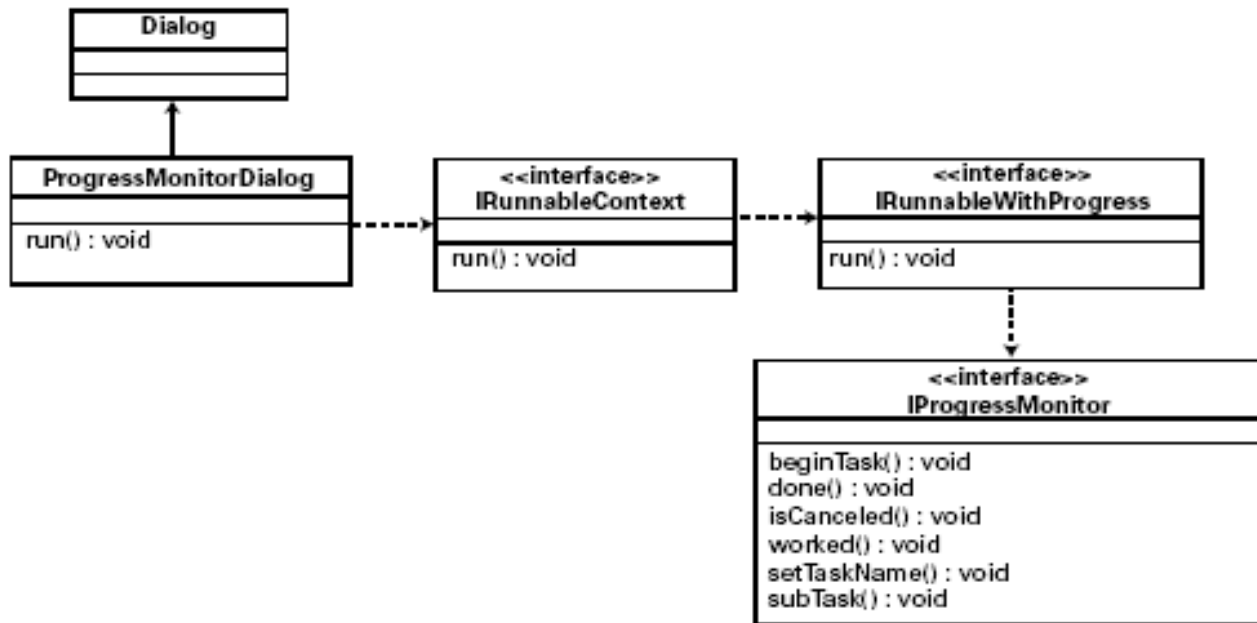 Dialog
ProgressMonitorDialog
run() : void
<<interface>>
IRunnableContext
run() : void
<<interface>>
IRunnableWithProgress
run() : void
<<interface>>
IProgressMonitor
beginTask() : void
done() : void
isCanceled() : void
worked() : void
setTaskName() : void
subTask() : void